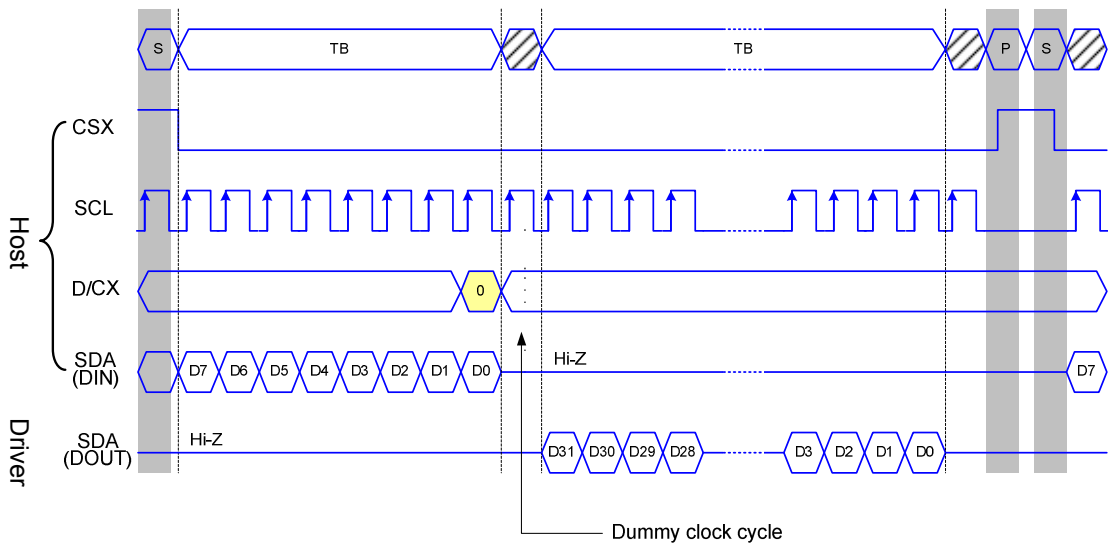 S TB TB P S
CSX
SCL
D/CX 0
SDA
(DIN) D7 D6 D5 D4 D3 D2 D1 D0 Hi-Z D7
SDA
(DOUT) Hi-Z D31 D30 D29 D28 D3 D2 D1 D0
Host
Driver
Dummy clock cycle